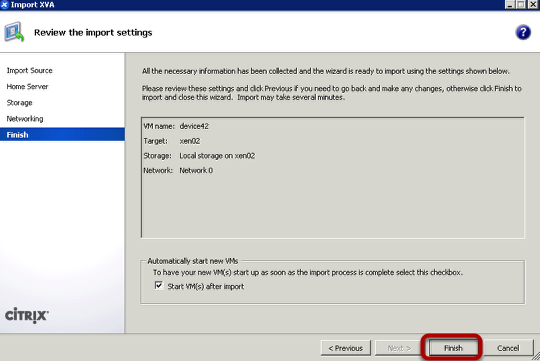 Import XVA
Review the import settings
?
Import Source
Home Server
Storage
Networking
Finish
All the necessary information has been collected and the wizard is ready to import using the settings shown below.
Please review these settings and click Previous if you need to go back and make any changes, otherwise click Finish to
import and close this wizard. Import may take several minutes.
VM name: device42
Target: xen02
Storage: Local storage on xen02
Network: Network 0
Automatically start new VMs
To have your new VM(s) start up as soon as the import process is complete select this checkbox.
Start VM(s) after import
CITRIX
< Previous
Next >
Finish
Cancel